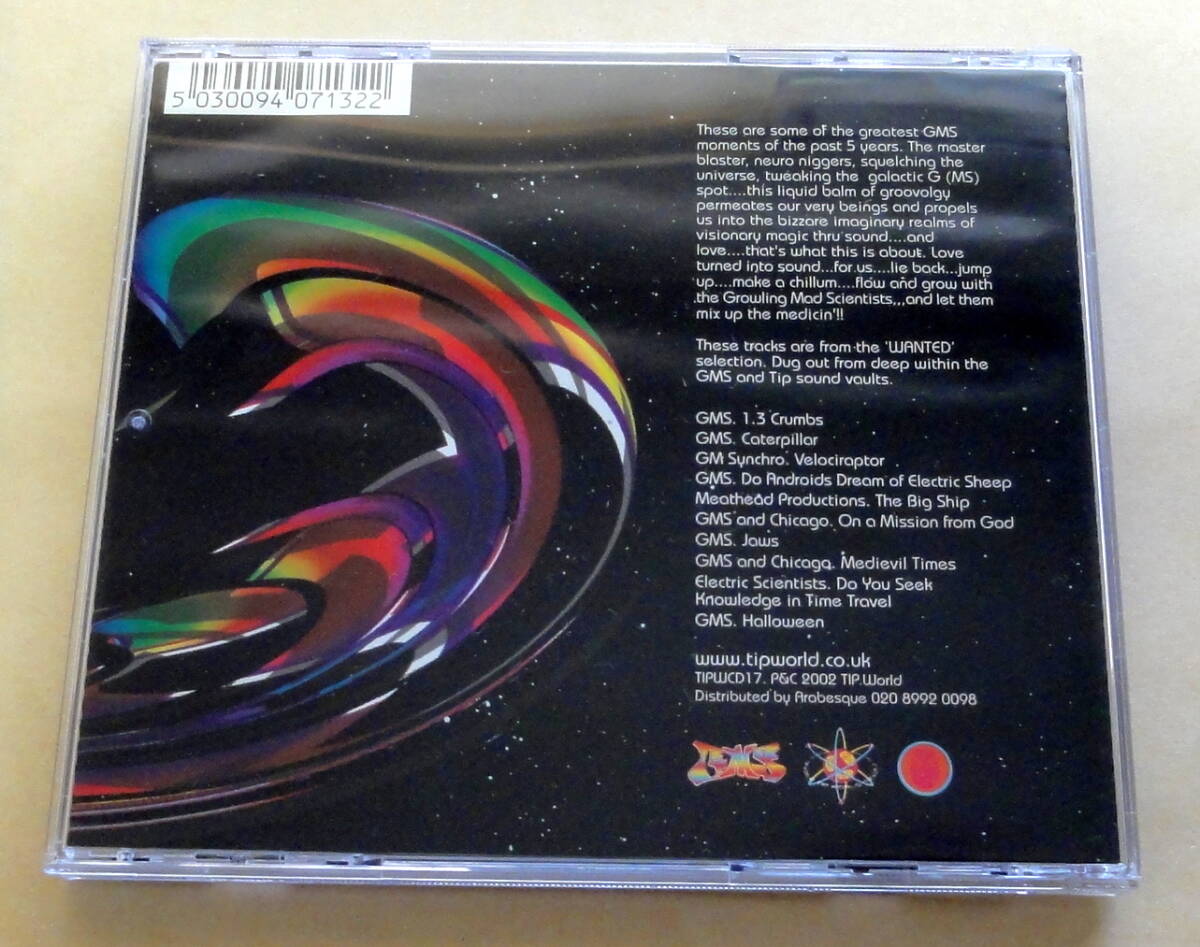 5 030094 071322
These are some of the greatest GMS
moments of the past 5 years. The master
blaster, neuro niggers, squelching the
universe, tweaking the galactic G (MS)
spot....this liquid balm of groovolgy
permeates our very beings and propels
us into the bizzare imaginary realms of
visionary magic thru sound....and
love....that's what this is about. Love
turned into sound...for us....lie back...jump
up....make a chillum....flow and grow with
the Growling Mad Scientists,,,and let them
mix up the medicin'!!
These tracks are from the 'WANTED'
selection. Dug out from deep within the
GMS and Tip sound vaults.
GMS. 1.3 Crumbs
GMS. Caterpillar
GM Synchro. Velociraptor
GMS. Do Androids Dream of Electric Sheep
Meathead Productions. The Big Ship
GMS and Chicago. On a Mission from God
GMS. Jaws
GMS and Chicago. Medievil Times
Electric Scientists. Do You Seek
Knowledge in Time Travel
GMS. Halloween
www.tipworld.co.uk
TIPWCD17. P&C 2002 TIP.World
Distributed by Arabesque 020 8992 0098
GMS